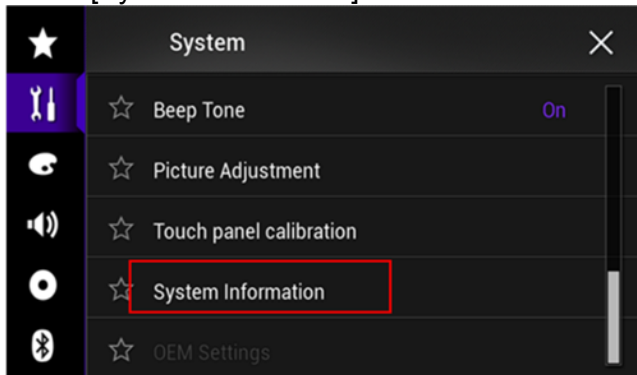 System
Beep Tone On
Picture Adjustment
Touch panel calibration
System Information
OEM Settings